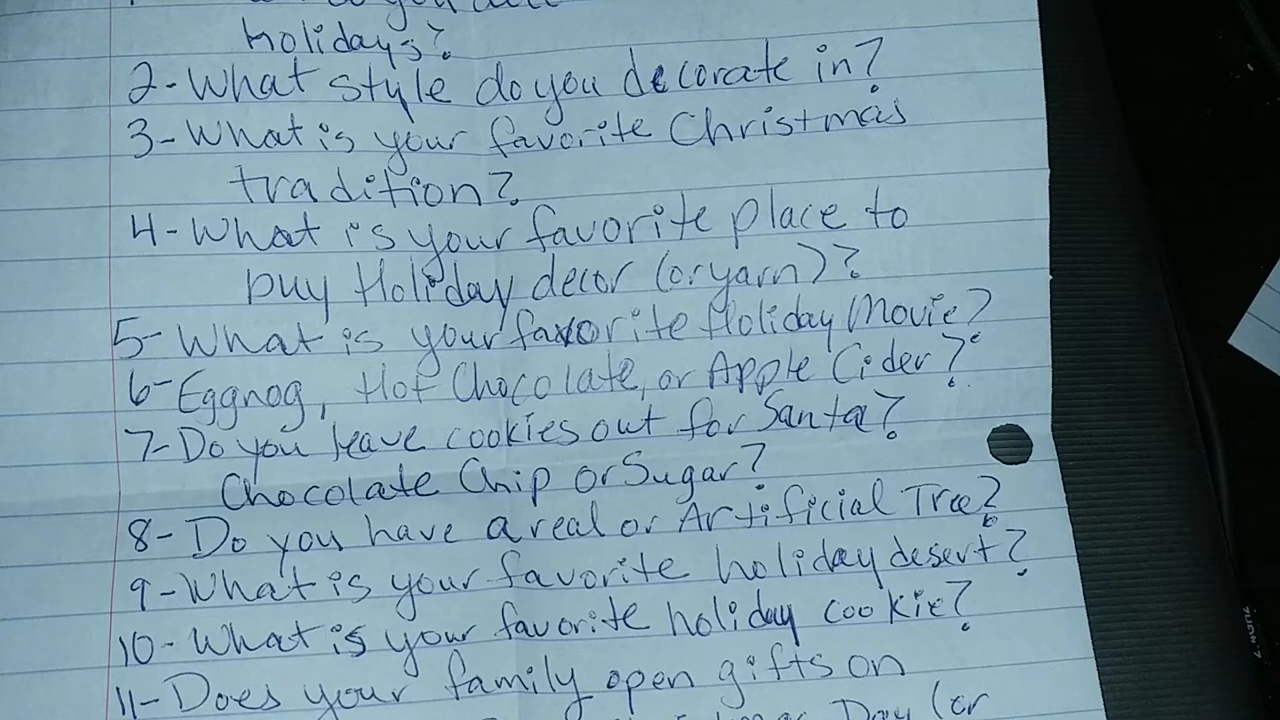 do you
holidays?
2-What style do you decorate in?
3-What is your favorite Christmas
tradition?
4-What is your favorite place to
buy Holiday decor (or yarn)?
5-What is your favorite Holiday Movie?
6-Eggnog, Hot Chocolate, or Apple Cider?
7-Do you leave cookies out for Santa?
Chocolate Chip or Sugar?
8-Do you have a real or Artificial Tree?
9-What is your favorite holiday desert?
10-What is your favorite holiday cookie?
11-Does your family open gifts on
Day (or